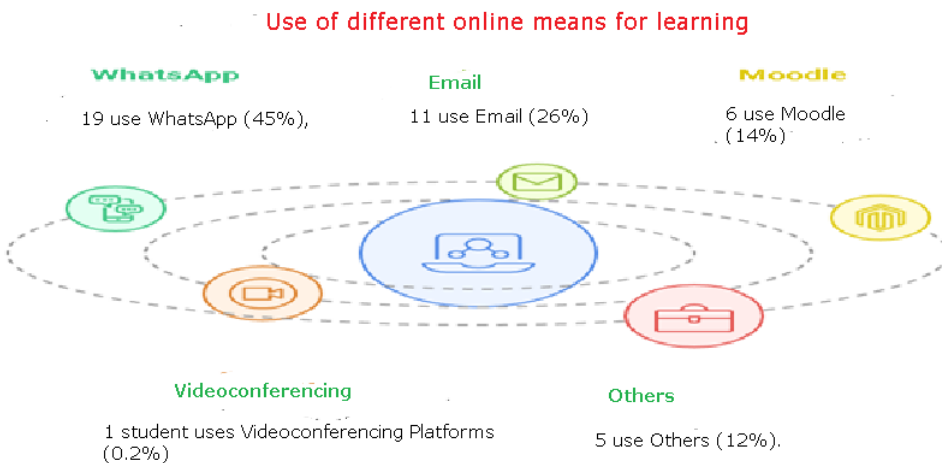 Use of different online means for learning
WhatsApp
Email
Moodle
19 use WhatsApp (45%),
11 use Email (26%)
6 use Moodle
(14%)
Videoconferencing
Others
1 student uses Videoconferencing Platforms
(0.2%)
5 use Others (12%).